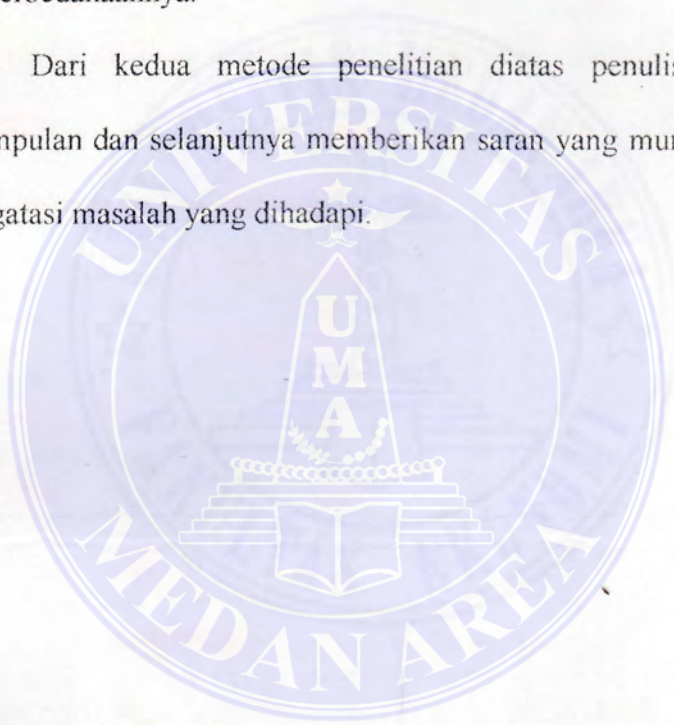 Dari kedua metode penelitian diatas penulis
mpulan dan selanjutnya memberikan saran yang mun
gatasi masalah yang dihadapi.
UNIVERSITAS
UMA
MEDAN AREA